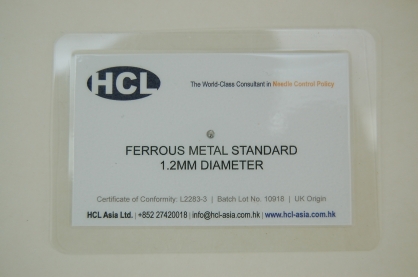 HCL
The World-Class Consultant in Needle Control Policy
FERROUS METAL STANDARD
1.2MM DIAMETER
Certificate of Conformity: L2283-3 | Batch Lot No. 10918 | UK Origin
HCL Asia Ltd. | +852 27420018 | info@hcl-asia.com.hk | www.hcl-asia.com.hk